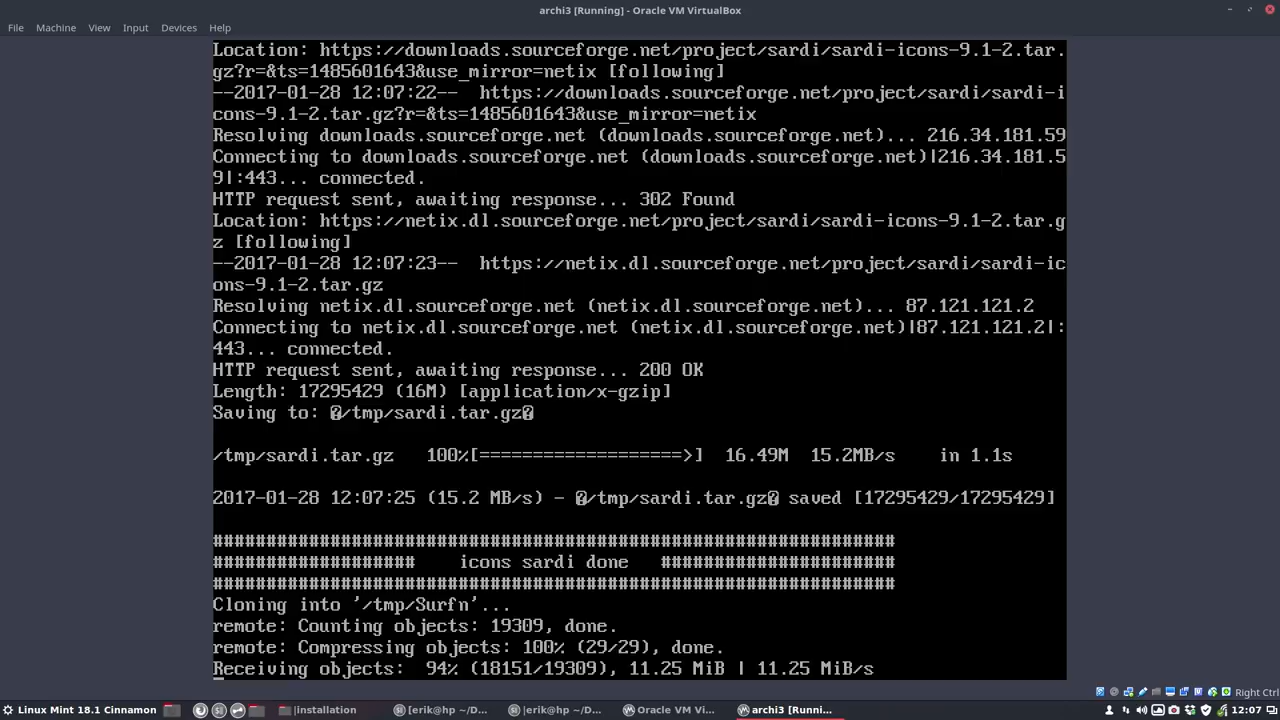 archi3 [Running] - Oracle VM VirtualBox
File Machine View Input Devices Help
Location: https://downloads.sourceforge.net/project/sardi/sardi-icons-9.1-2.tar.
gz?r=&ts=1485601643&use_mirror=netix [following]
--2017-01-28 12:07:22-- https://downloads.sourceforge.net/project/sardi/sardi-i
cons-9.1-2.tar.gz?r=&ts=1485601643&use_mirror=netix
Resolving downloads.sourceforge.net (downloads.sourceforge.net)... 216.34.181.59
Connecting to downloads.sourceforge.net (downloads.sourceforge.net)|216.34.181.5
9|:443... connected.
HTTP request sent, awaiting response... 302 Found
Location: https://netix.dl.sourceforge.net/project/sardi/sardi-icons-9.1-2.tar.g
z [following]
--2017-01-28 12:07:23-- https://netix.dl.sourceforge.net/project/sardi/sardi-ic
ons-9.1-2.tar.gz
Resolving netix.dl.sourceforge.net (netix.dl.sourceforge.net)... 87.121.121.2
Connecting to netix.dl.sourceforge.net (netix.dl.sourceforge.net)|87.121.121.2|:
443... connected.
HTTP request sent, awaiting response... 200 OK
Length: 17295429 (16M) [application/x-gzip]
Saving to: �/tmp/sardi.tar.gz�
/tmp/sardi.tar.gz 100%[===================>] 16.49M 15.2MB/s in 1.1s
2017-01-28 12:07:25 (15.2 MB/s) - �/tmp/sardi.tar.gz� saved [17295429/17295429]
################################################################
################### icons sardi done ######################
################################################################
Cloning into '/tmp/Surfn'...
remote: Counting objects: 19309, done.
remote: Compressing objects: 100% (29/29), done.
Receiving objects: 94% (18151/19309), 11.25 MiB | 11.25 MiB/s
Right Ctrl
Linux Mint 18.1 Cinnamon |installation [erik@hp ~/D... |erik@hp ~/D... Oracle VM Vi... archi3 [Runni... 12:07